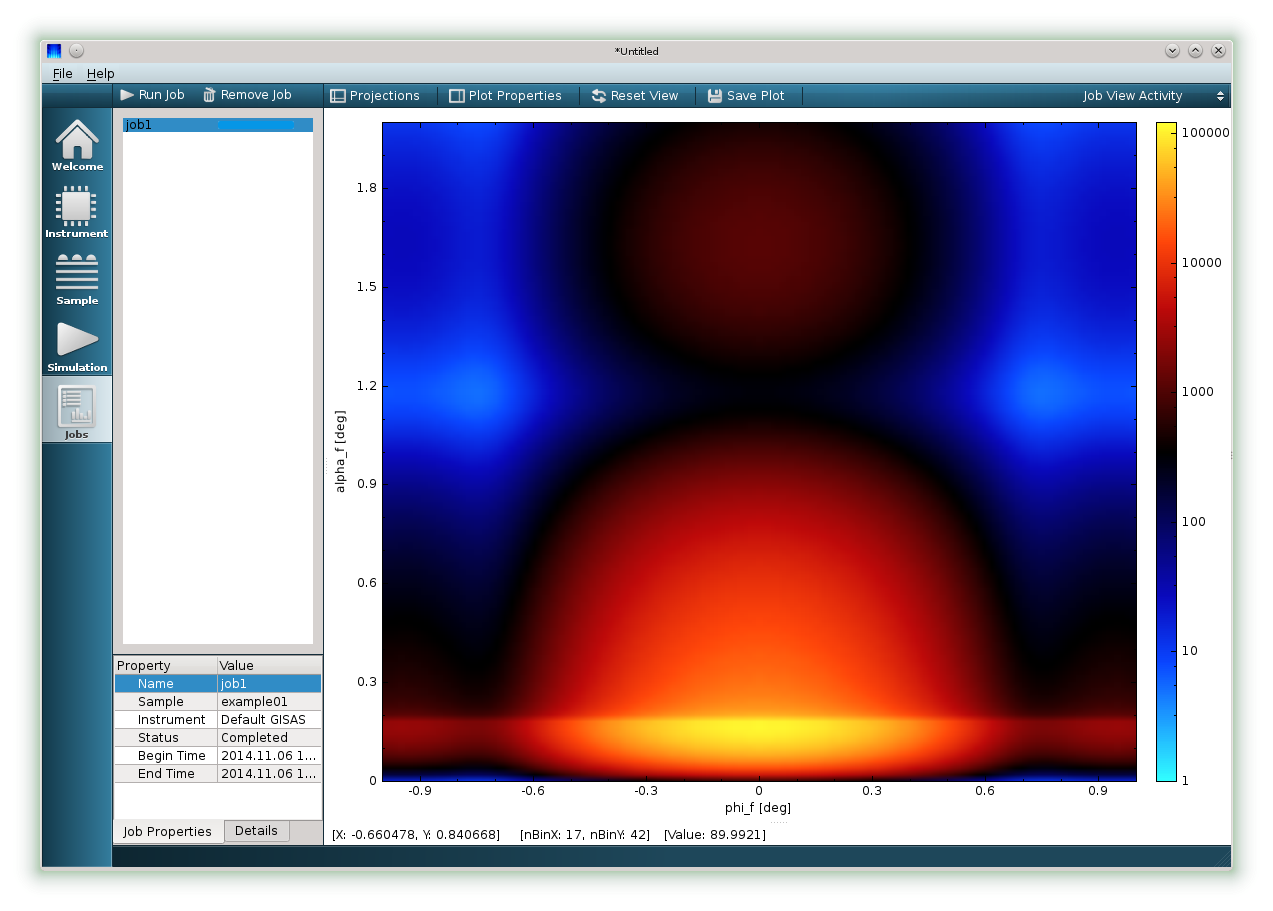 *Untitled
File Help
Run Job Remove Job Projections Plot Properties Reset View Save Plot Job View Activity
Welcome
Instrument
Sample
Simulation
Jobs
job1
Property Value
Name job1
Sample example01
Instrument Default GISAS
Status Completed
Begin Time 2014.11.06 1...
End Time 2014.11.06 1...
Job Properties Details
alpha_f [deg]
1.8
1.5
1.2
0.9
0.6
0.3
0
-0.9 -0.6 -0.3 0 0.3 0.6 0.9
phi_f [deg]
100000
10000
1000
100
10
1
[X: -0.660478, Y: 0.840668] [nBinX: 17, nBinY: 42] [Value: 89.9921]